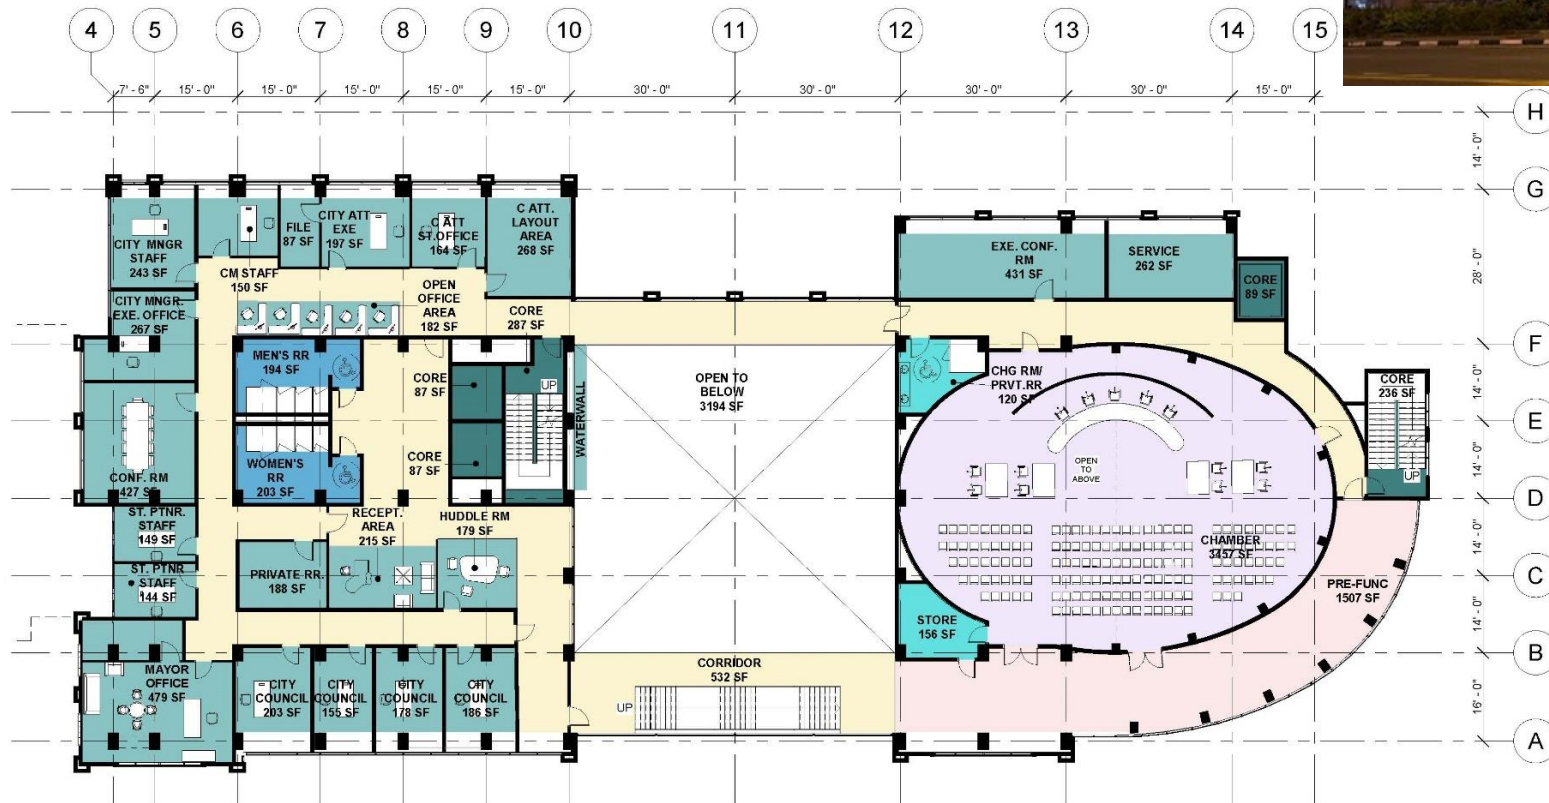 4 5 6 7 8 9 10 11 12 13 14 15
7' - 6" 15' - 0" 15' - 0" 15' - 0" 15' - 0" 15' - 0" 30' - 0" 30' - 0" 30' - 0" 30' - 0" 15' - 0"
H
14' - 0"
G
28' - 0"
F
14' - 0"
E
14' - 0"
D
14' - 0"
C
14' - 0"
B
16' - 0"
A
CITY MNGR
STAFF
243 SF
CM STAFF
150 SF
FILE
87 SF
CITY ATT
EXE
197 SF
C ATT
ST.OFFICE
164 SF
C ATT.
LAYOUT
AREA
268 SF
CITY MNGR.
EXE. OFFICE
267 SF
OPEN
OFFICE
AREA
182 SF
CORE
287 SF
EXE. CONF.
RM
431 SF
SERVICE
262 SF
CORE
89 SF
MEN'S RR
194 SF
CORE
87 SF
UP
WATERWALL
OPEN TO
BELOW
3194 SF
CHG RM/
PRVT.RR
120 SF
CORE
236 SF
UP
CONF. RM
427 SF
WOMEN'S
RR
203 SF
CORE
87 SF
OPEN
TO
ABOVE
ST. PTNR.
STAFF
149 SF
RECEPT.
AREA
215 SF
HUDDLE RM
179 SF
CHAMBER
3457 SF
ST. PTNR
STAFF
144 SF
PRIVATE RR.
188 SF
PRE-FUNC
1507 SF
STORE
156 SF
MAYOR
OFFICE
479 SF
CITY
COUNCIL
203 SF
CITY
COUNCIL
155 SF
CITY
COUNCIL
178 SF
CITY
COUNCIL
186 SF
CORRIDOR
532 SF
UP